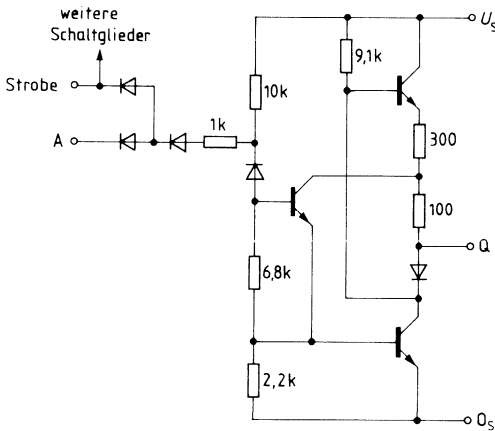 weitere
Schaltglieder
Strobe
A
1k
10k
9,1k
U_S
300
100
Q
6,8k
2,2k
0_S